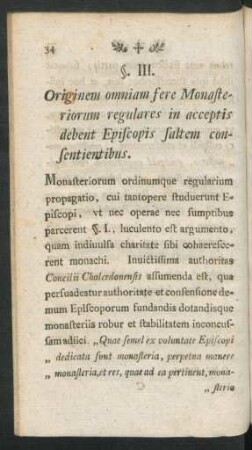 34
§. III.
Originem omniam fere Monaste-
riorum regulares in acceptis
debent Episcopis saltem con-
sentientibus.
Monasteriorum ordinumque regularium
propagatio, cui tantopere studuerunt E-
piscopi, vt nec operae nec sumptibus
parcerent §. I., luculento est argumento,
quam indiuulsa charitate sibi cohaerefce-
rent monachi. Inuictissima authoritas
Concilii Chalcedonensis assumenda est, qua
persuadestur authoritate et consensione de-
mum Episcoporum fundandis dotandisque
monasteriis robur et stabilitatem inconcus-
sam adiici. „Quae semel ex voluntate Episcopi
„ dedicata sunt monasteria, perpetua manere
„ monasteria, et res, quae ad ea pertinent, mona-
„ steria